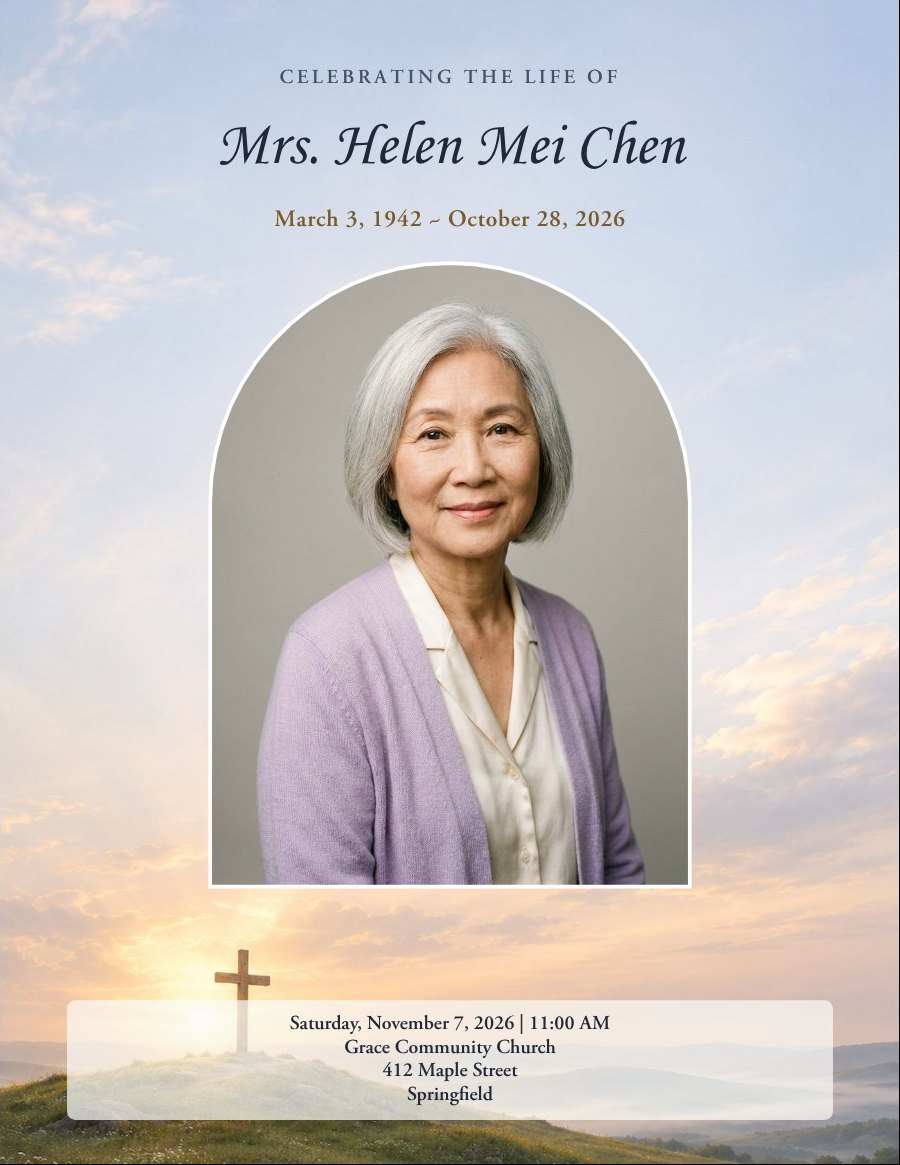 CELEBRATING THE LIFE OF
Mrs. Helen Mei Chen
March 3, 1942 ~ October 28, 2026
Saturday, November 7, 2026 | 11:00 AM
Grace Community Church
412 Maple Street
Springfield